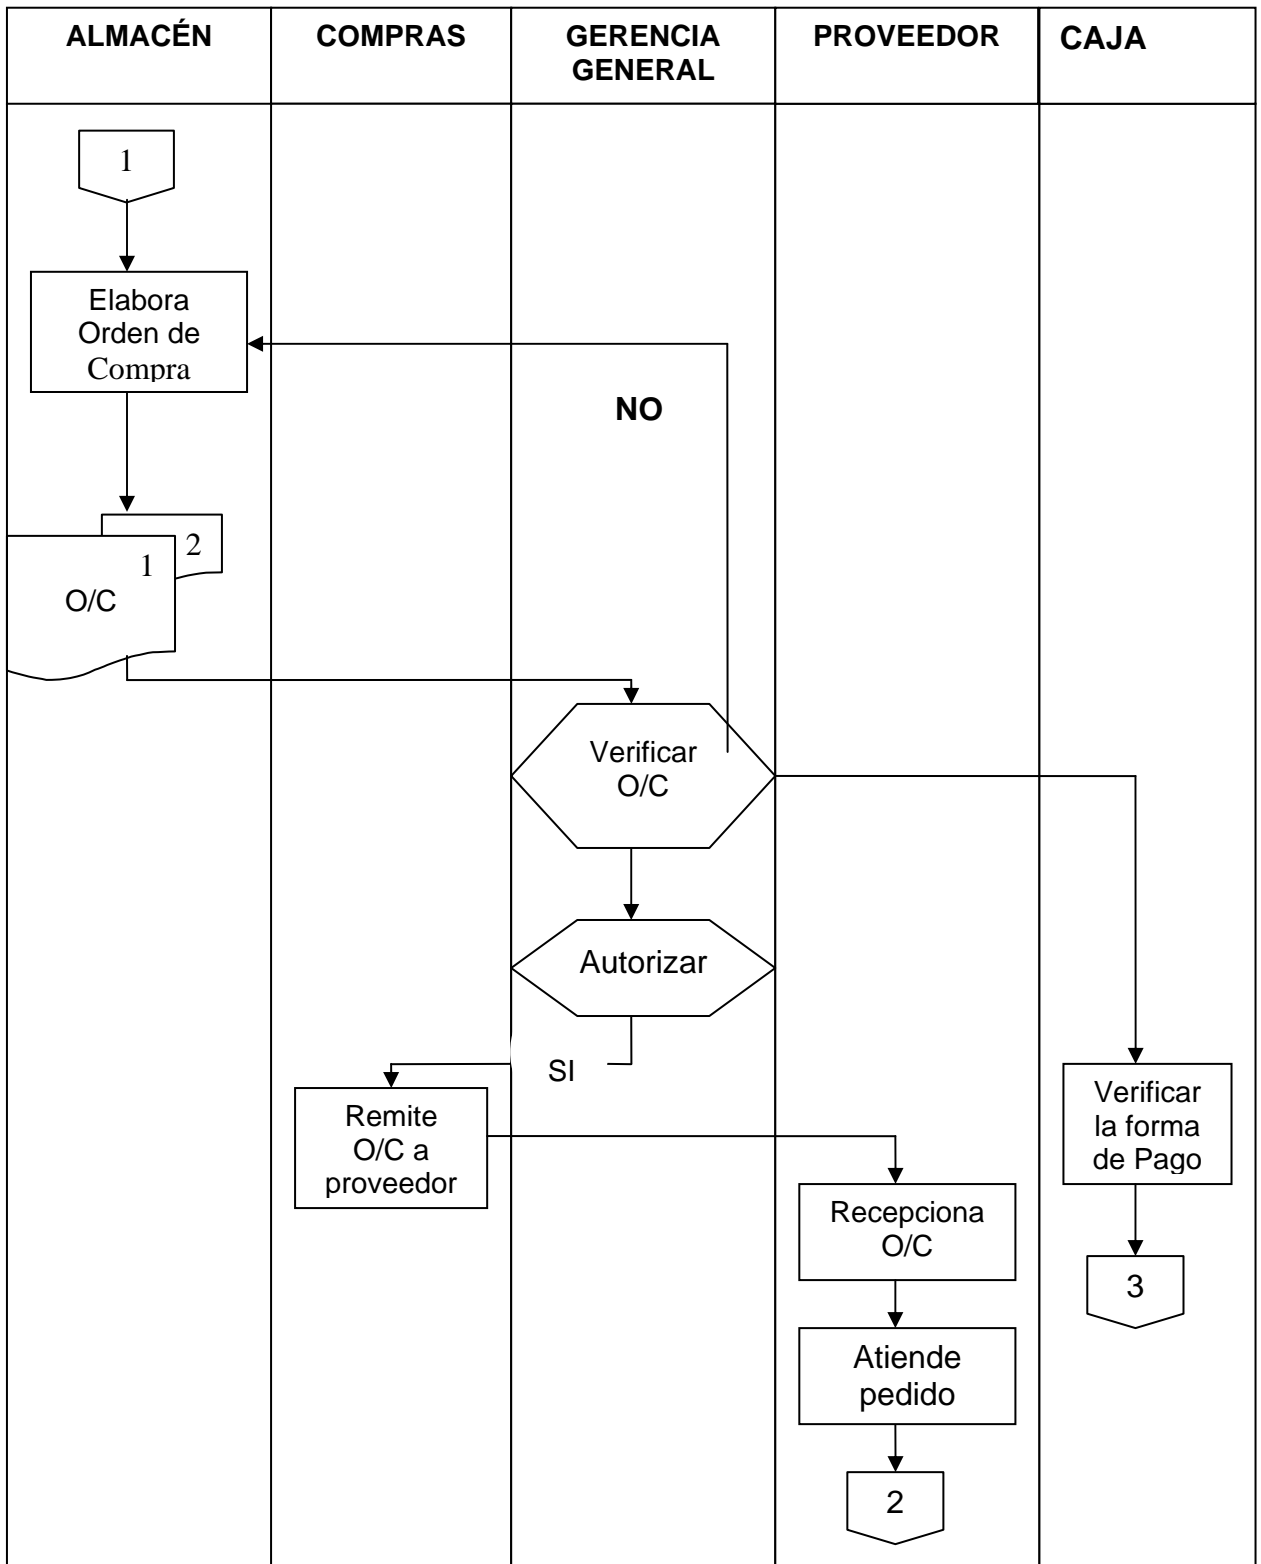 ALMACÉN
COMPRAS
GERENCIA
GENERAL
PROVEEDOR
CAJA
1
Elabora
Orden de
Compra
NO
2
1
O/C
Verificar
O/C
Autorizar
SI
Remite
O/C a
proveedor
Verificar
la forma
de Pago
Recepciona
O/C
3
Atiende
pedido
2